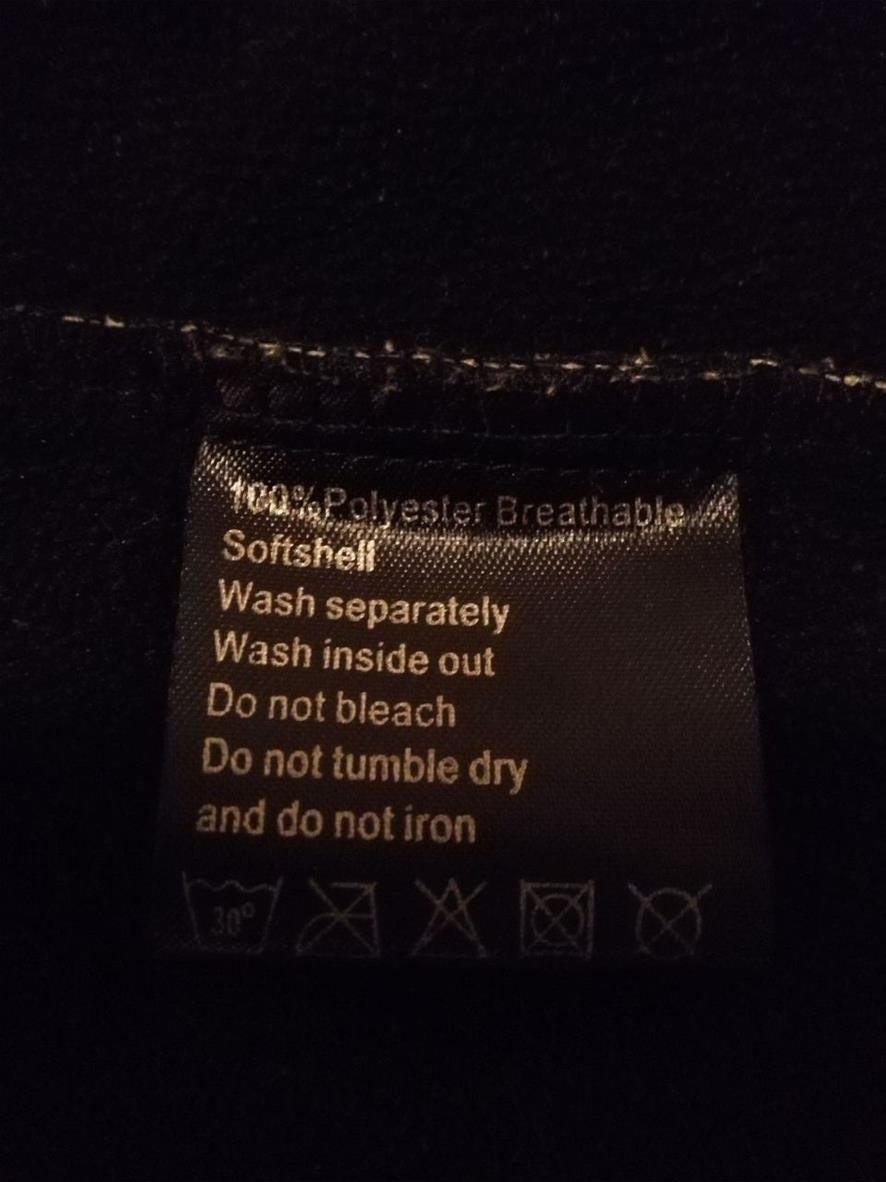 100%Polyester Breathable
Softshell
Wash separately
Wash inside out
Do not bleach
Do not tumble dry
and do not iron
30°